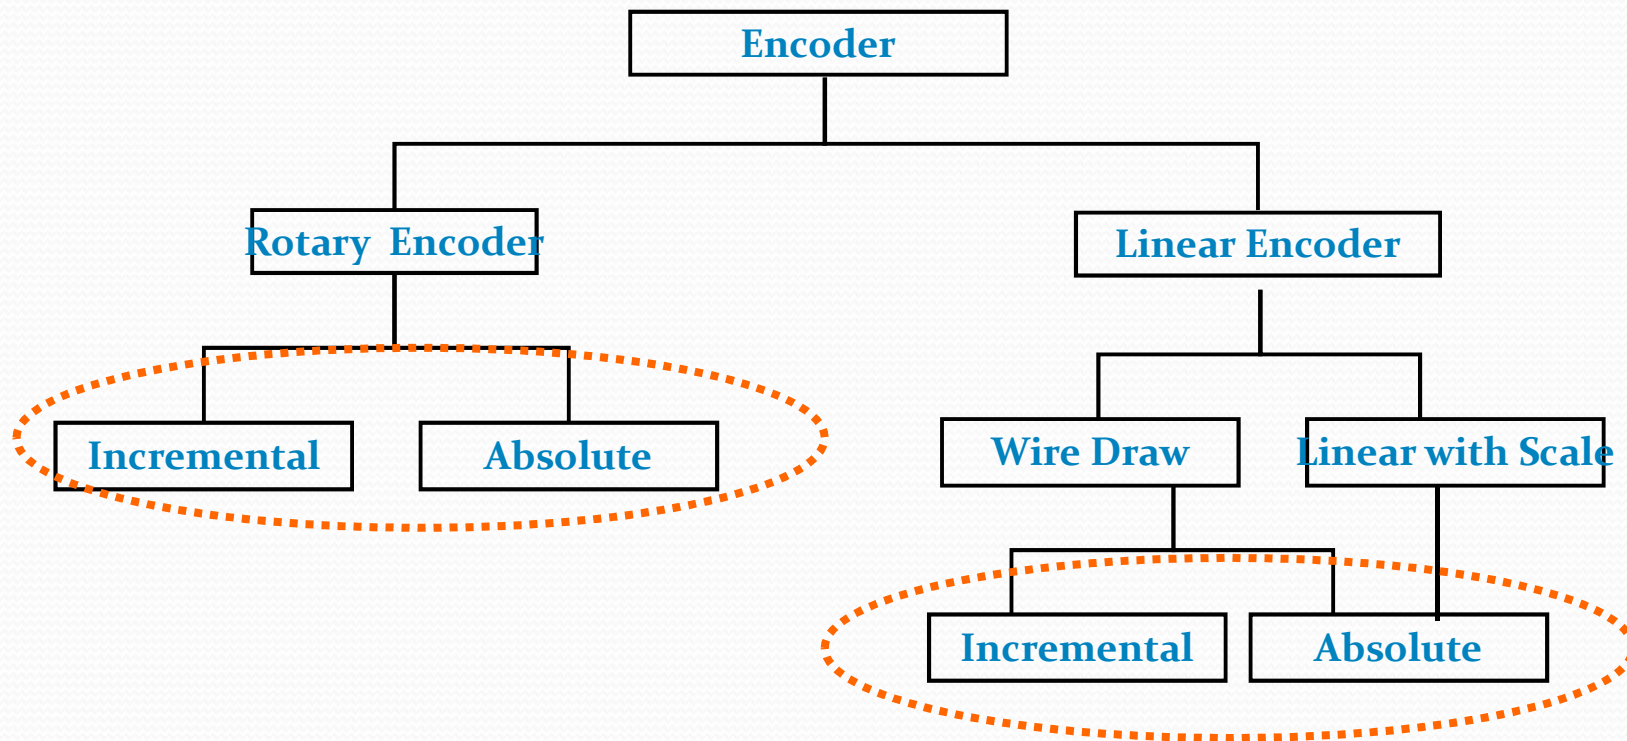 Encoder
Rotary Encoder
Linear Encoder
Incremental
Absolute
Wire Draw
Linear with Scale
Incremental
Absolute